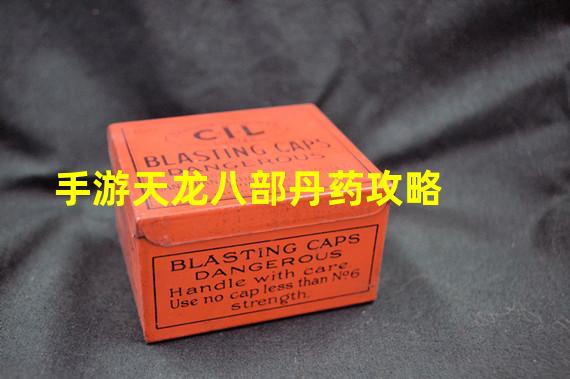 CIL
BLASTING CAPS
DANGEROUS
手游天龙八部丹药攻略
BLASTING CAPS
DANGEROUS
Handle with care
Use no cap less than No6
strength.